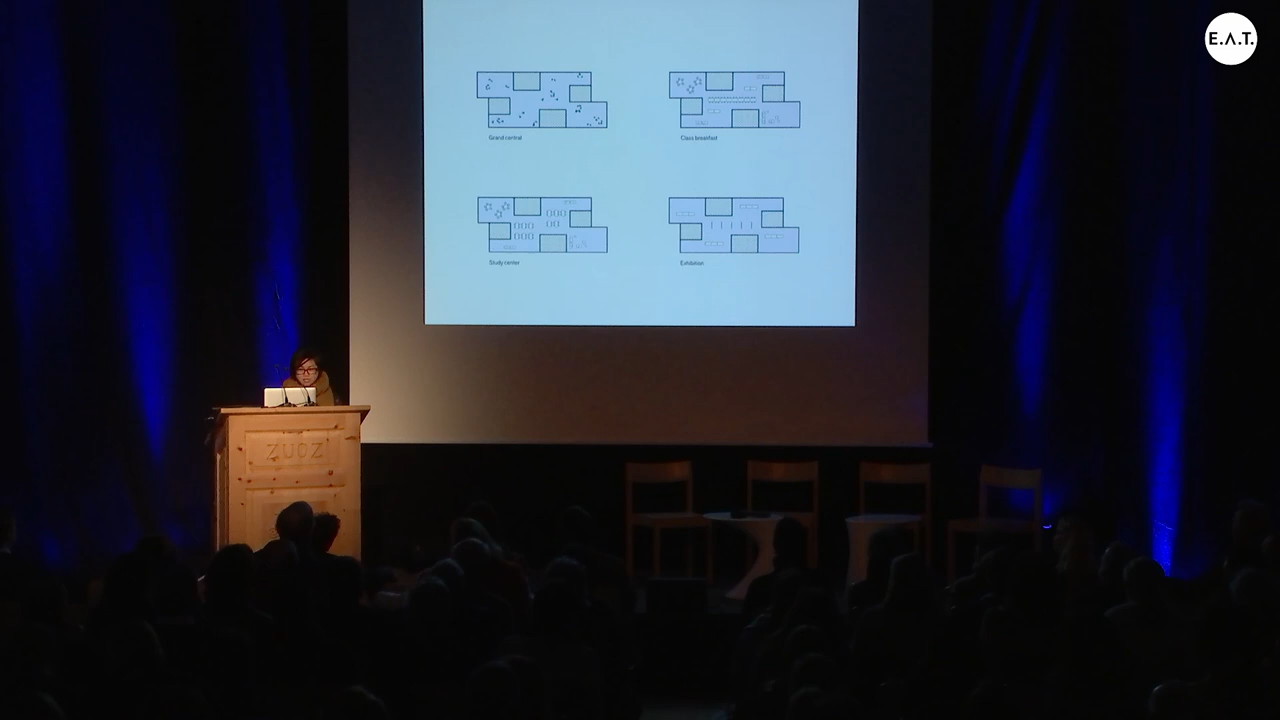 E.Λ.T.
Grand central
Class breakfast
Study center
Exhibition
ZUOZ